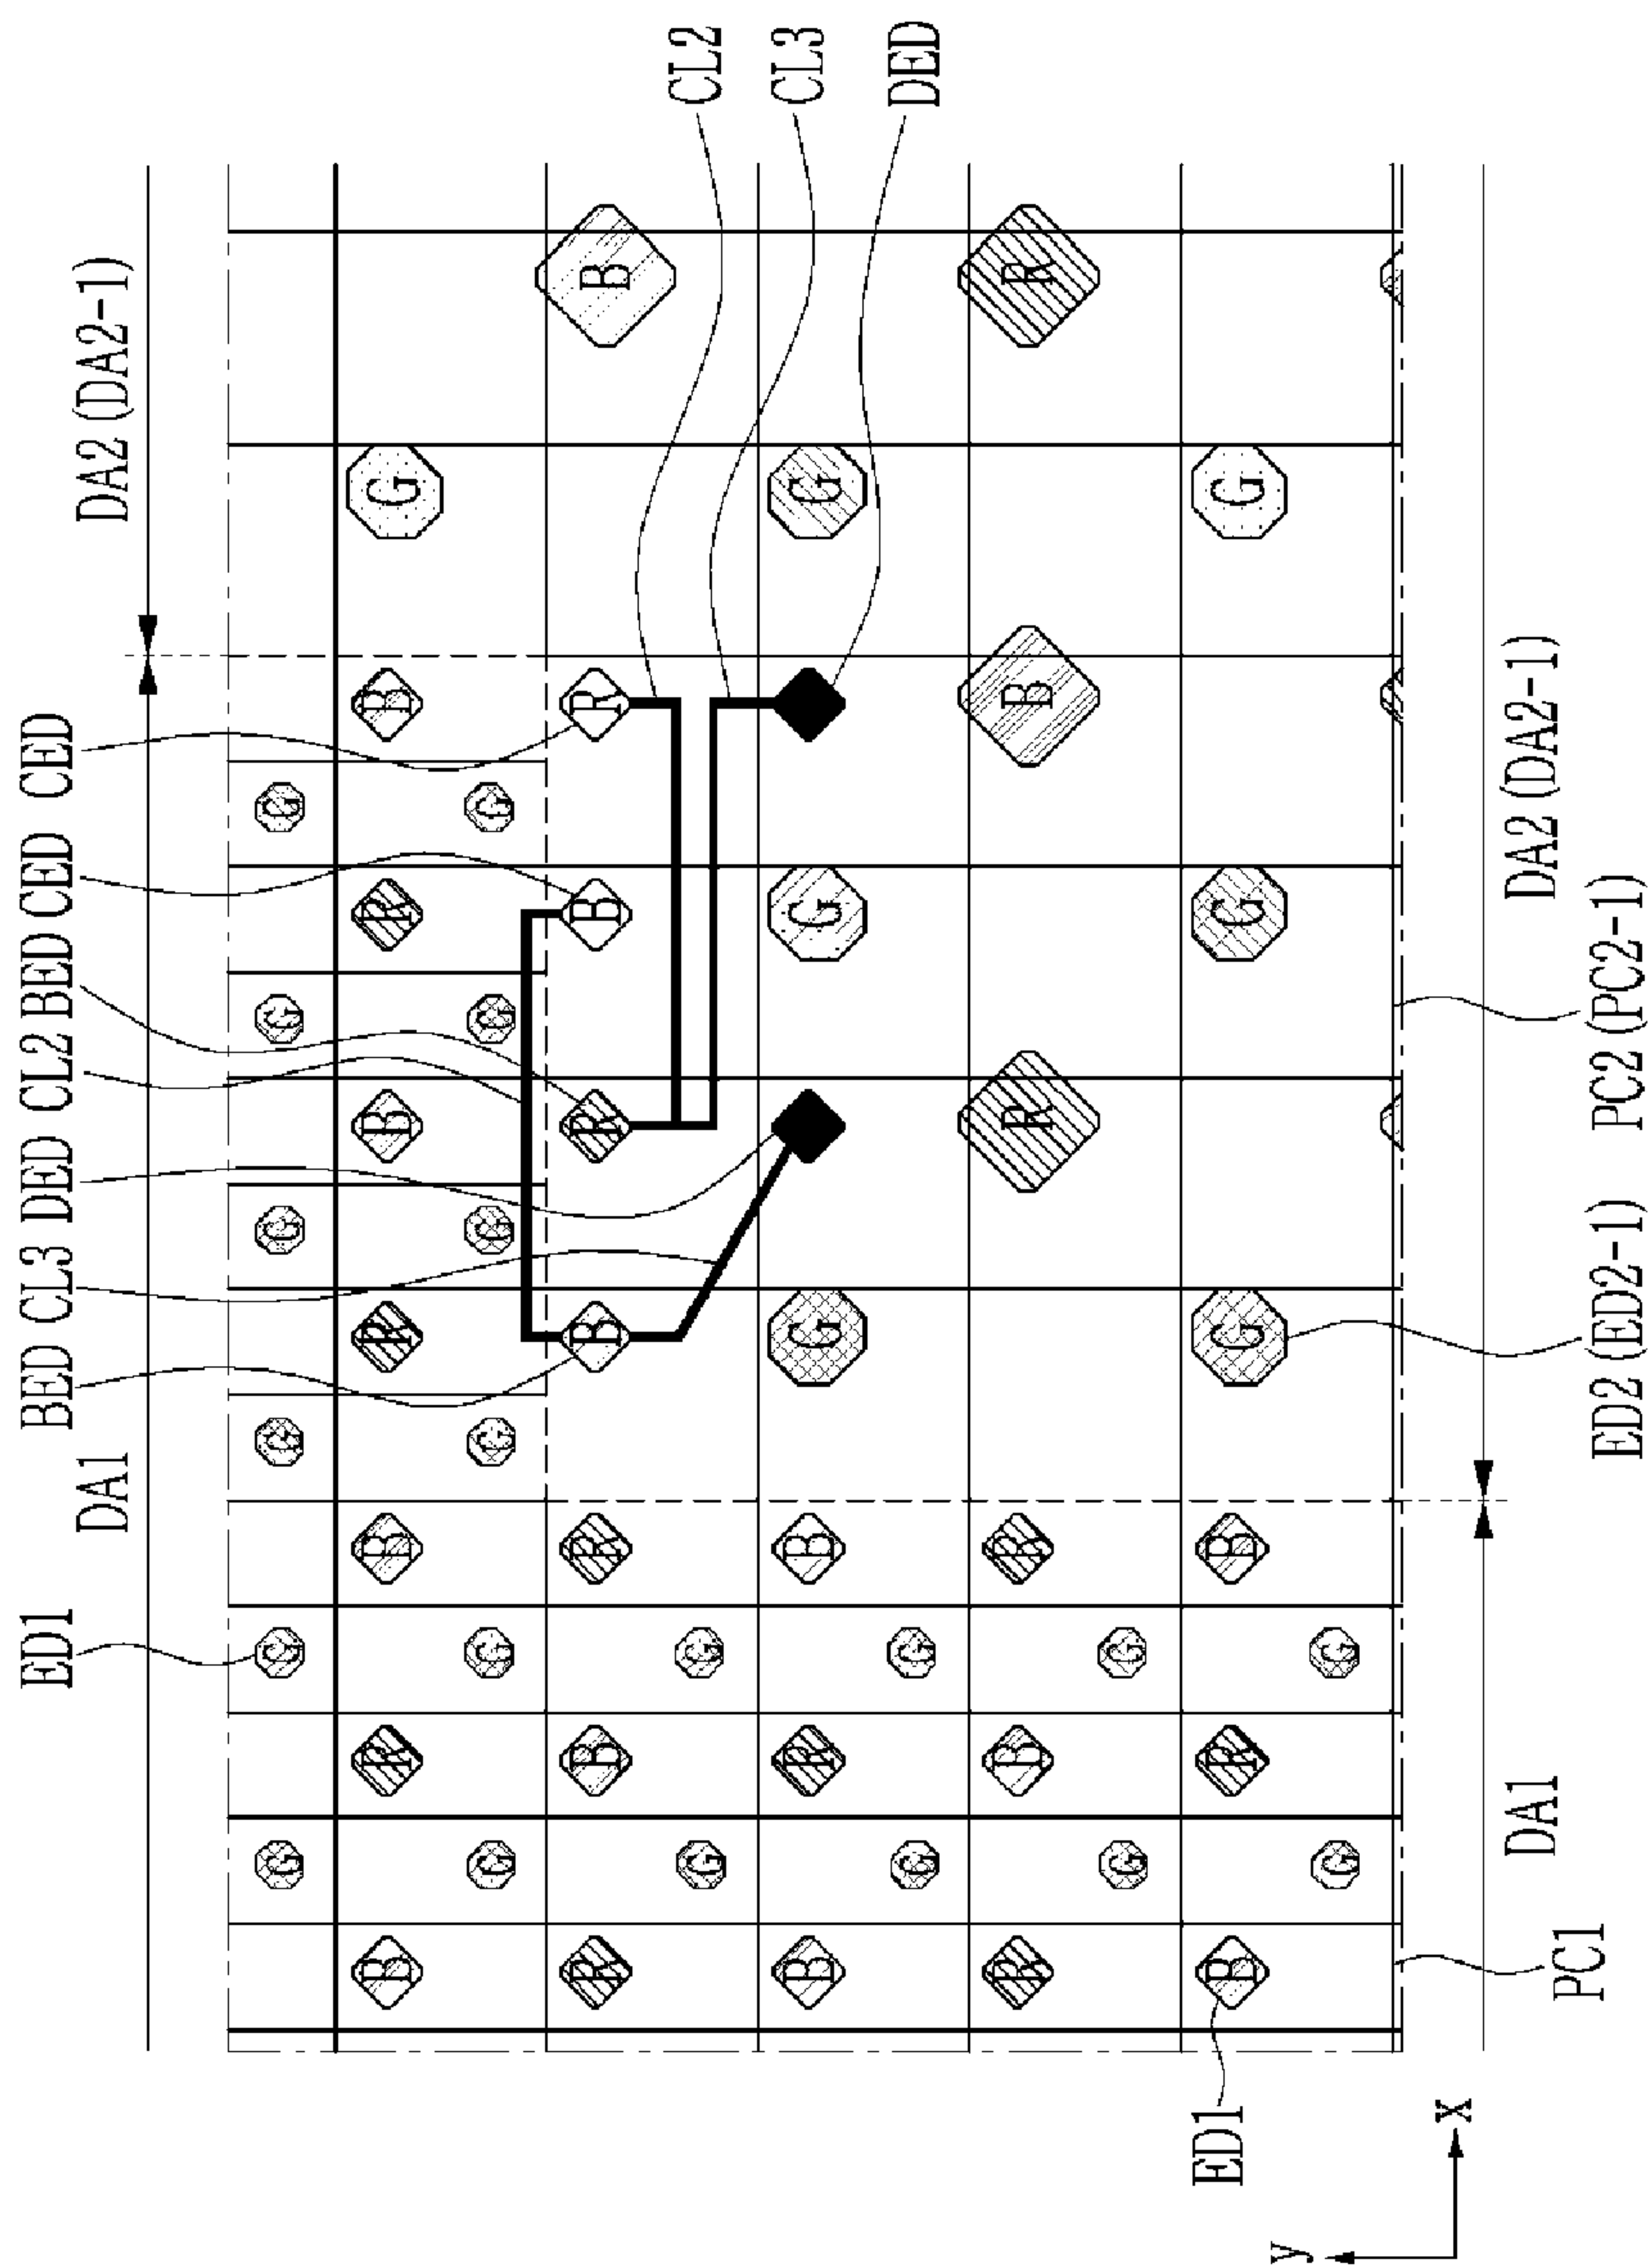 ED1 BED CL3 DED CL2 BED CED CED
DA1 DA2 (DA2-1)
G G G G G G
B R B R B R B G
G G G G G G
R B R B R B R B
CL2
G G
B R B G G G
CL3
G G
DED
R B R R B R
G G
ED1
B R B G G G
y
G G
x
DA1 DA2 (DA2-1)
PC1 ED2 (ED2-1) PC2 (PC2-1)